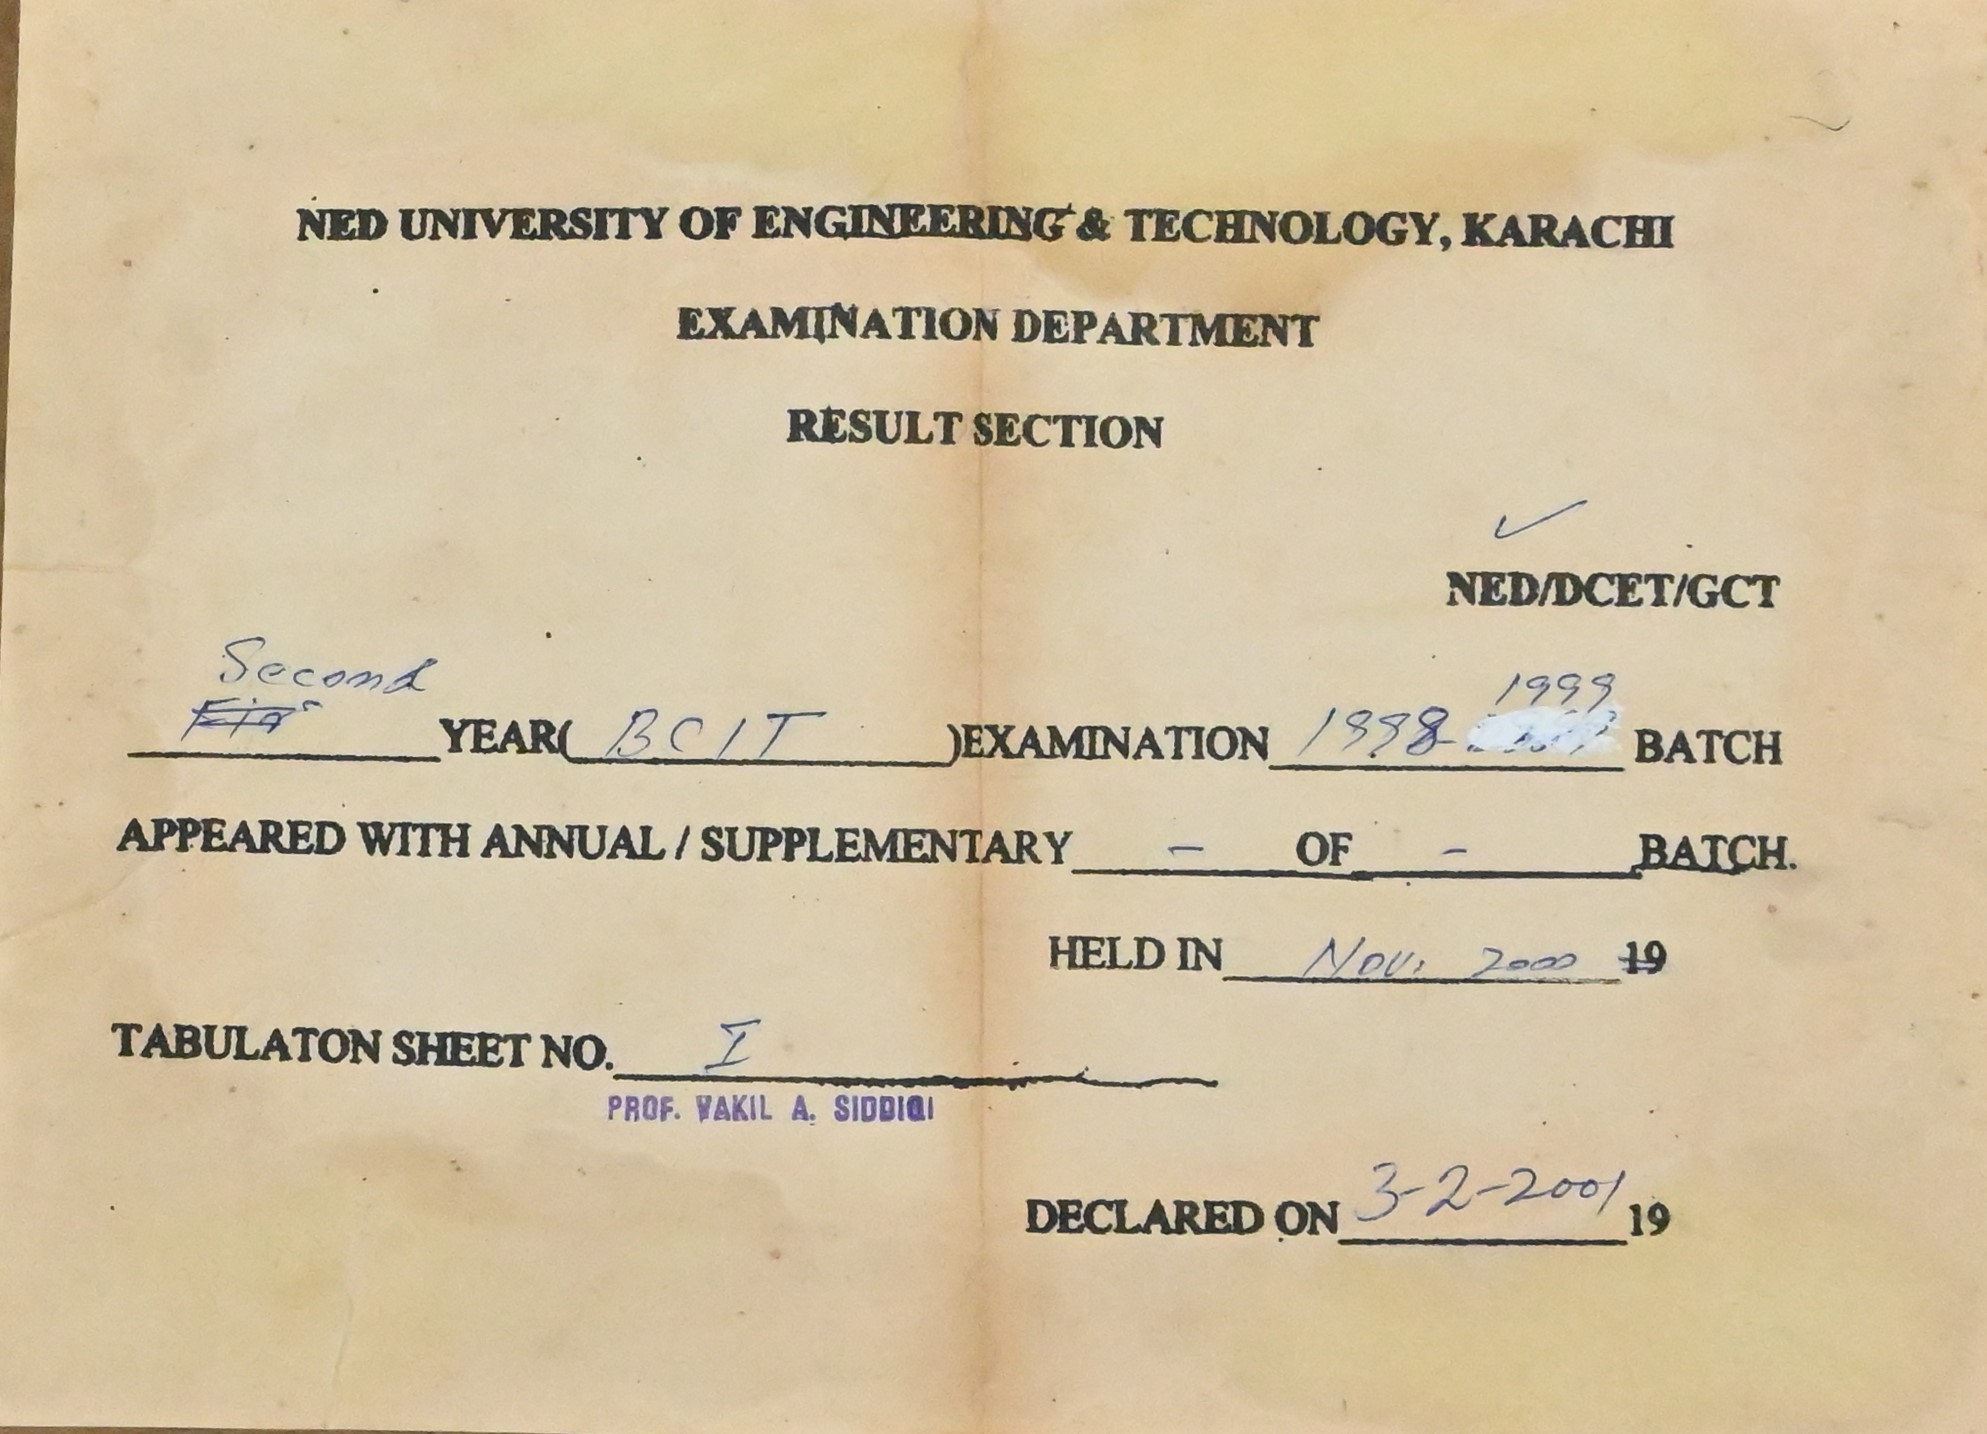 NED UNIVERSITY OF ENGINEERING & TECHNOLOGY, KARACHI
EXAMINATION DEPARTMENT
RESULT SECTION
NED/DCET/GCT
Second 1999
YEAR( BCIT )EXAMINATION 1998- BATCH
APPEARED WITH ANNUAL / SUPPLEMENTARY - OF - BATCH.
HELD IN Nov. 2000 19
TABULATON SHEET NO. I
PROF. VAKIL A. SIDDIQI
DECLARED ON 3-2-2001 19